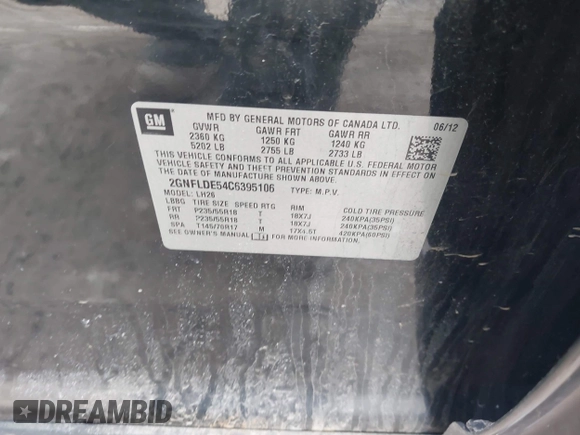 GM
MFD BY GENERAL MOTORS OF CANADA LTD. 06/12
GVWR GAWR FRT GAWR RR
2360 KG 1250 KG 1240 KG
5202 LB 2755 LB 2733 LB
THIS VEHICLE CONFORMS TO ALL APPLICABLE U.S. FEDERAL MOTOR
VEHICLE SAFETY AND THEFT PREVENTION STANDARDS IN EFFECT ON
THE DATE OF MANUFACTURE SHOWN ABOVE.
2GNFLDE54C6395106 TYPE: M.P.V.
MODEL: LH26
LBBG TIRE SIZE SPEED RTG RIM COLD TIRE PRESSURE
FRT P235/55R18 T 18X7J 240KPA(35PSI)
RR P235/55R18 T 18X7J 240KPA(35PSI)
SPA T145/70R17 M 17X4.5T 420KPA(60PSI)
SEE OWNER'S MANUAL FOR MORE INFORMATION.
DREAMBID